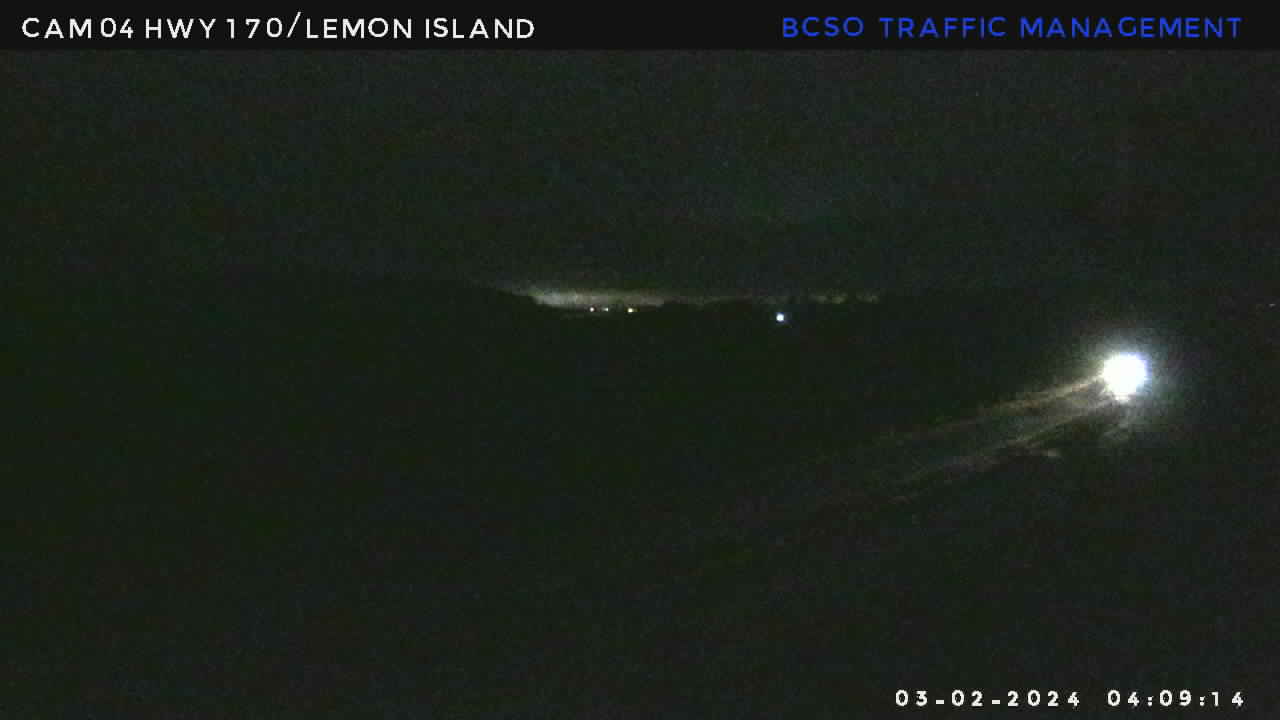 CAM04 HWY 170/LEMON ISLAND
BCSO TRAFFIC MANAGEMENT
03-02-2024 04:09:14